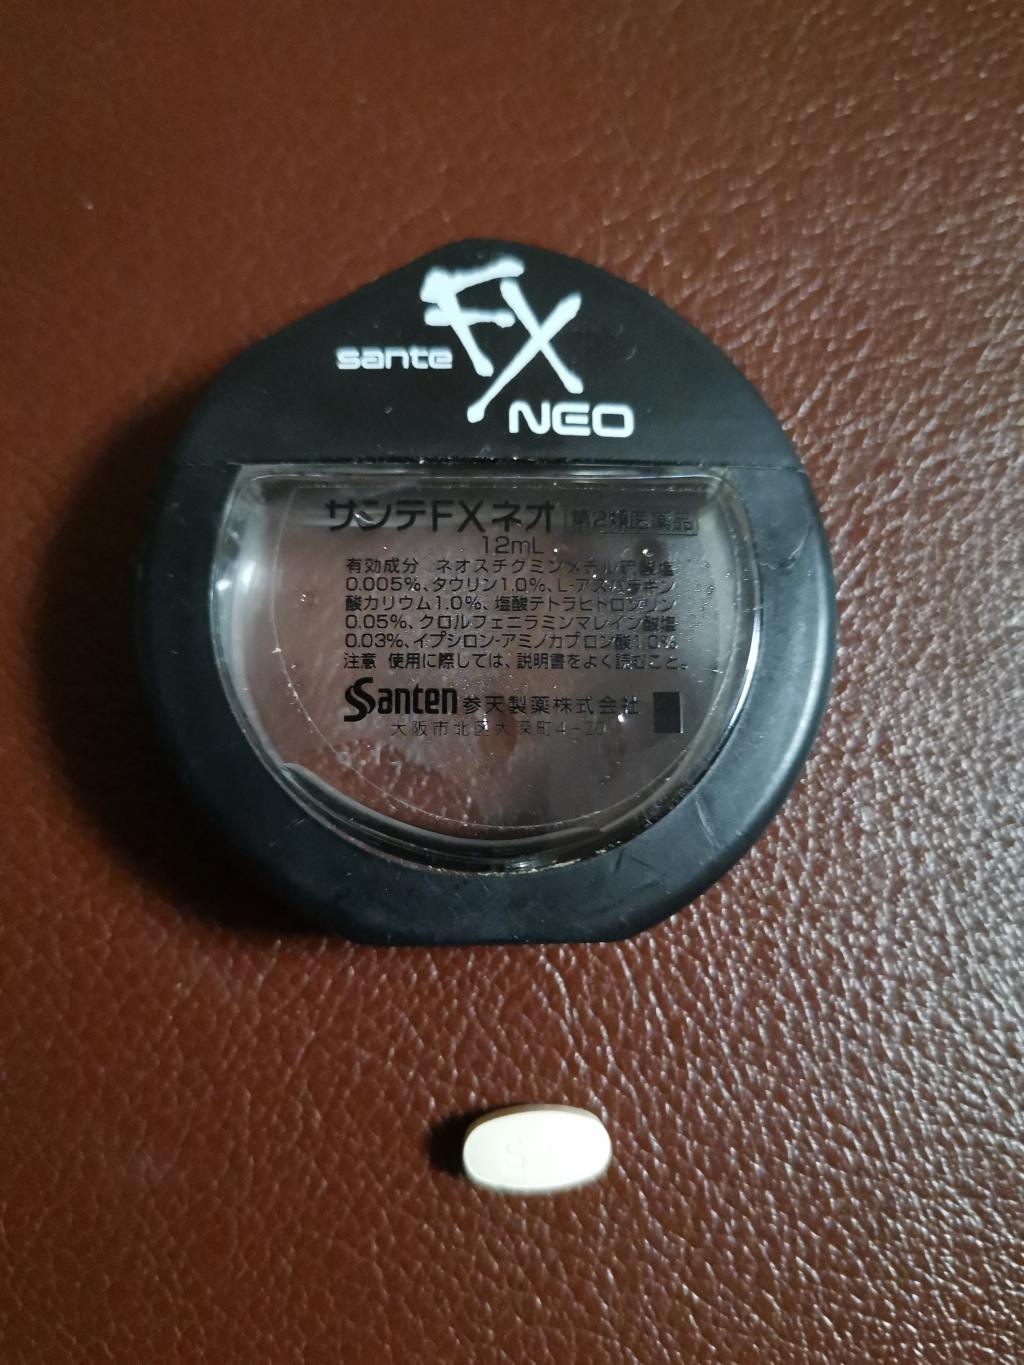 sante FX NEO
サンテFXネオ 第2類医薬品
12mL
有効成分 ネオスチグミンメチル硫酸塩
0.005%、タウリン1.0%、L-アスパラギン
酸カリウム1.0%、塩酸テトラヒドロゾリン
0.05%、クロルフェニラミンマレイン酸塩
0.03%、イプシロン-アミノカプロン酸1.0%
注意 使用に際しては、説明書をよく読むこと。
Santen 参天製薬株式会社
大阪市北区大深町4-20